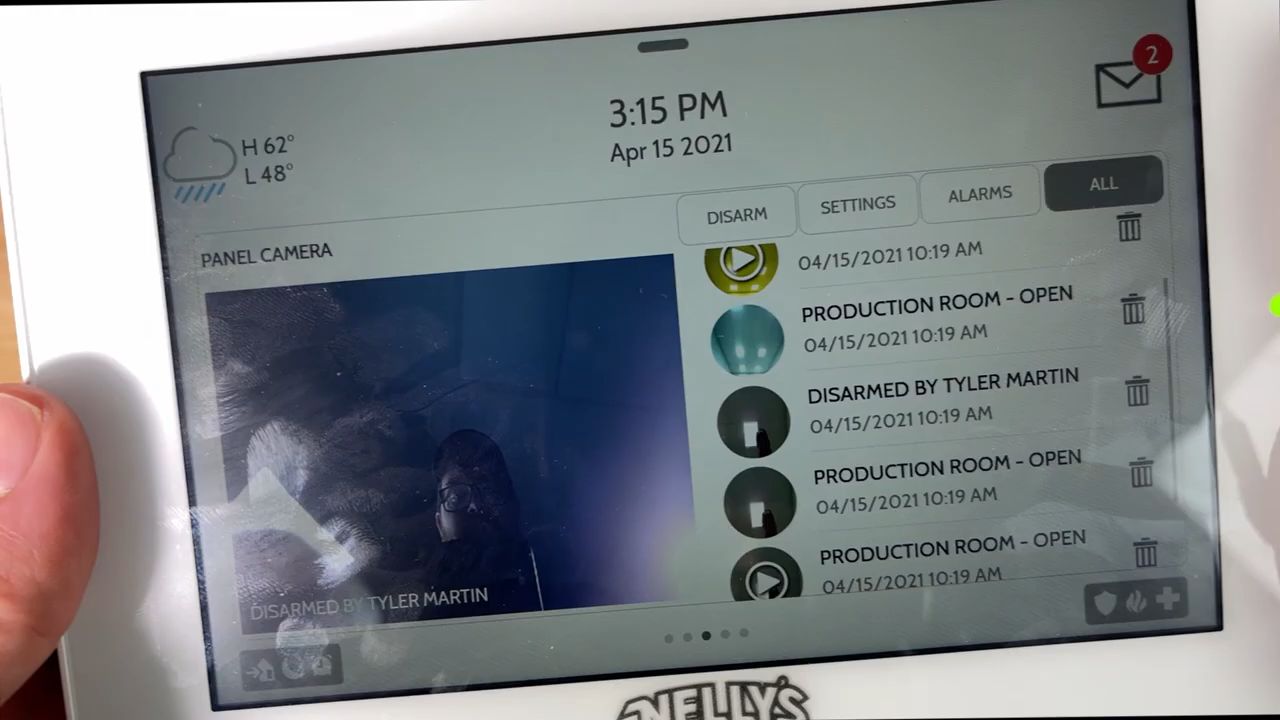 2
3:15 PM
Apr 15 2021
H 62°
L 48°
DISARM
SETTINGS
ALARMS
ALL
PANEL CAMERA
04/15/2021 10:19 AM
PRODUCTION ROOM - OPEN
04/15/2021 10:19 AM
DISARMED BY TYLER MARTIN
04/15/2021 10:19 AM
PRODUCTION ROOM - OPEN
04/15/2021 10:19 AM
PRODUCTION ROOM - OPEN
04/15/2021 10:19 AM
DISARMED BY TYLER MARTIN
NELLY'S